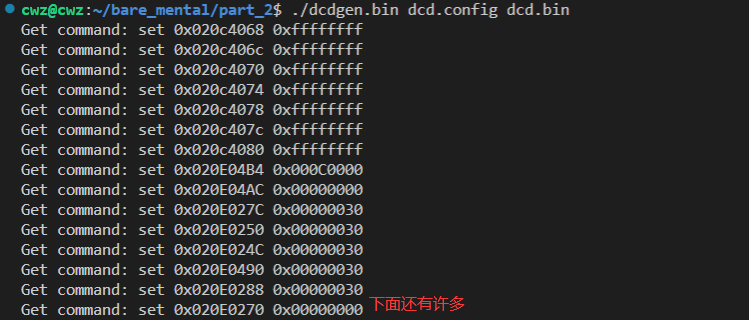 cwz@cwz:~/bare_mental/part_2$ ./dcdgen.bin dcd.config dcd.bin
Get command: set 0x020c4068 0xffffffff
Get command: set 0x020c406c 0xffffffff
Get command: set 0x020c4070 0xffffffff
Get command: set 0x020c4074 0xffffffff
Get command: set 0x020c4078 0xffffffff
Get command: set 0x020c407c 0xffffffff
Get command: set 0x020c4080 0xffffffff
Get command: set 0x020E04B4 0x000C0000
Get command: set 0x020E04AC 0x00000000
Get command: set 0x020E027C 0x00000030
Get command: set 0x020E0250 0x00000030
Get command: set 0x020E024C 0x00000030
Get command: set 0x020E0490 0x00000030
Get command: set 0x020E0288 0x00000030
Get command: set 0x020E0270 0x00000000 下面还有许多